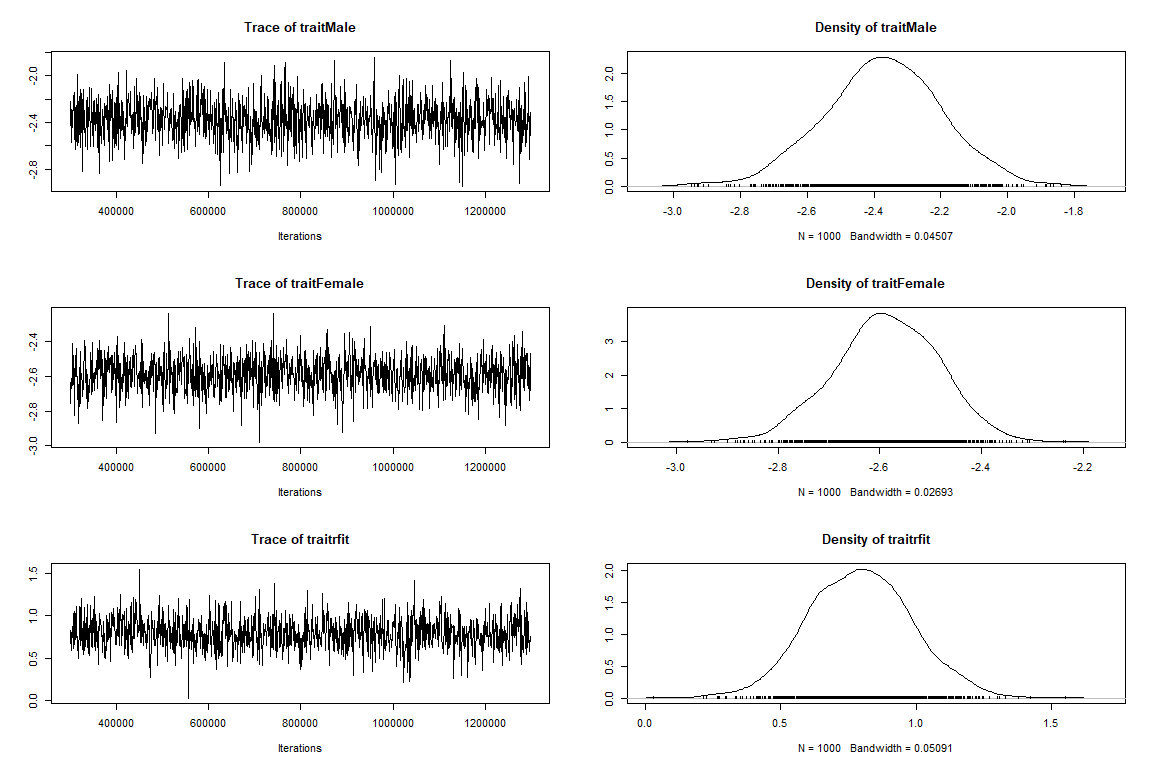 Trace of traitMale
-2.0
-2.4
-2.8
400000 600000 800000 1000000 1200000
Iterations
Density of traitMale
2.0
1.5
1.0
0.5
0.0
-3.0 -2.8 -2.6 -2.4 -2.2 -2.0 -1.8
N = 1000 Bandwidth = 0.04507
Trace of traitFemale
-2.4
-2.6
-2.8
-3.0
400000 600000 800000 1000000 1200000
Iterations
Density of traitFemale
3
2
1
0
-3.0 -2.8 -2.6 -2.4 -2.2
N = 1000 Bandwidth = 0.02693
Trace of traitrfit
1.5
1.0
0.5
0.0
400000 600000 800000 1000000 1200000
Iterations
Density of traitrfit
2.0
1.5
1.0
0.5
0.0
0.0 0.5 1.0 1.5
N = 1000 Bandwidth = 0.05091